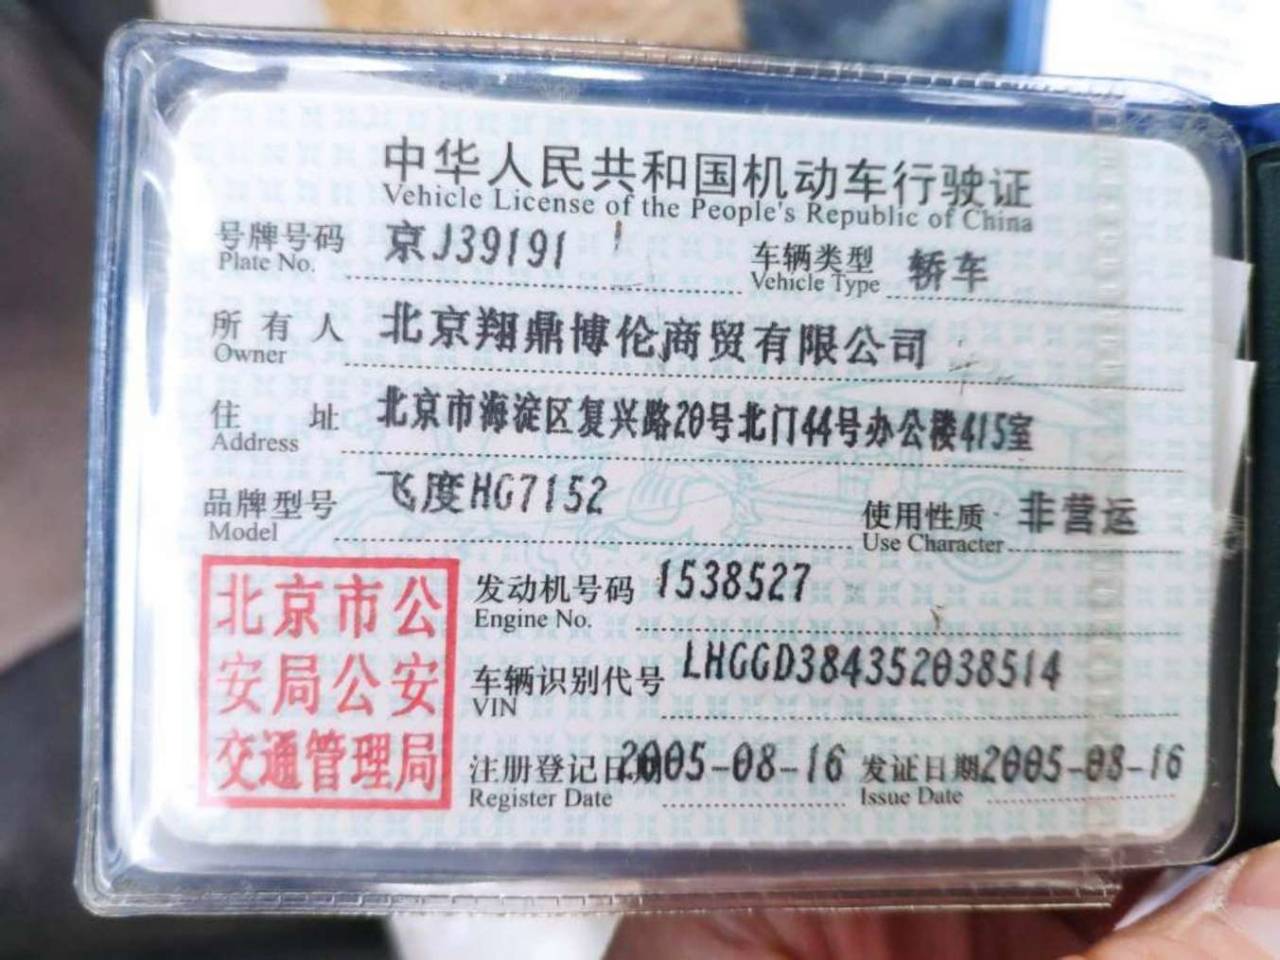 中华人民共和国机动车行驶证
Vehicle License of the People's Republic of China
号牌号码 京J39191 车辆类型 轿车
Plate No. Vehicle Type
所有人 北京翔鼎博伦商贸有限公司
Owner
住址 北京市海淀区复兴路20号北门44号办公楼415室
Address
品牌型号 飞度HG7152 使用性质 非营运
Model Use Character
北京市公
安局公安
交通管理局
发动机号码 1538527
Engine No.
车辆识别代号 LHGGD384352038514
VIN
注册登记日期 2005-08-16 发证日期 2005-08-16
Register Date Issue Date